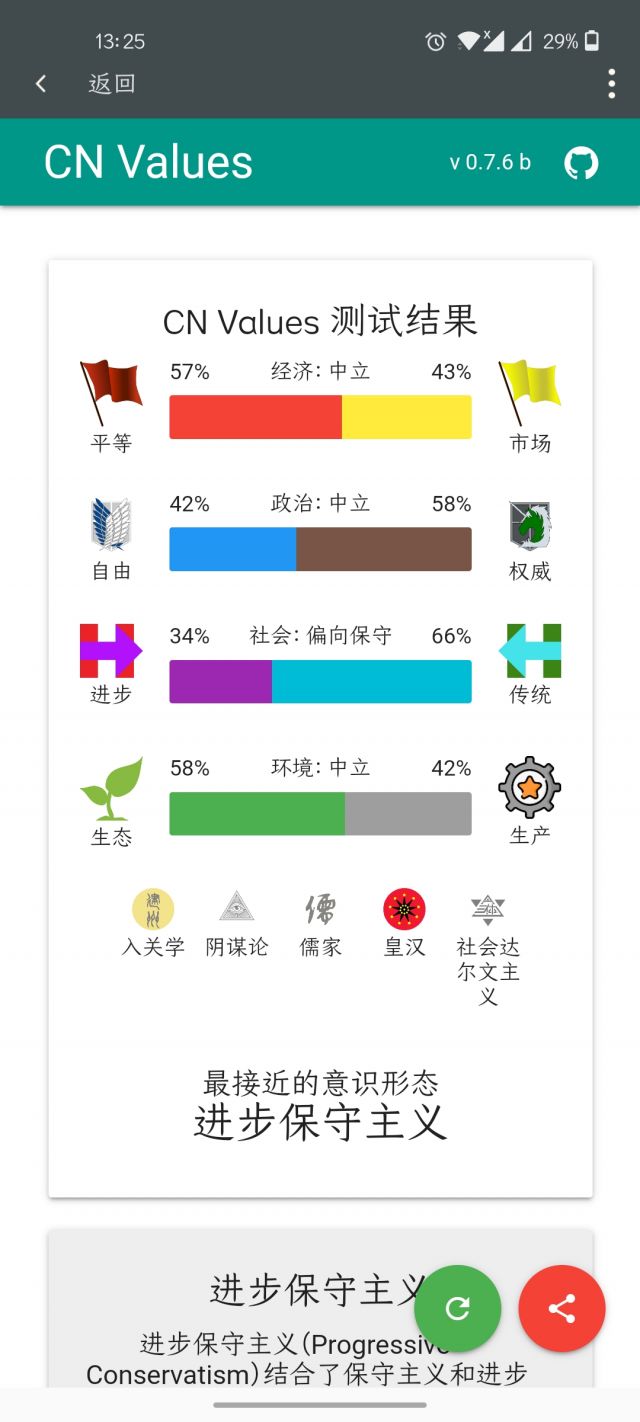 13:25
x
29%
返回
CN Values
v 0.7.6 b
CN Values 测试结果
57% 经济: 中立 43%
平等 市场
42% 政治: 中立 58%
自由 权威
34% 社会: 偏向保守 66%
进步 传统
58% 环境: 中立 42%
生态 生产
儒
入关学 阴谋论 儒家 皇汉 社会达
尔文主
义
最接近的意识形态
进步保守主义
进步保守主义
进步保守主义(Progressive
Conservatism)结合了保守主义和进步